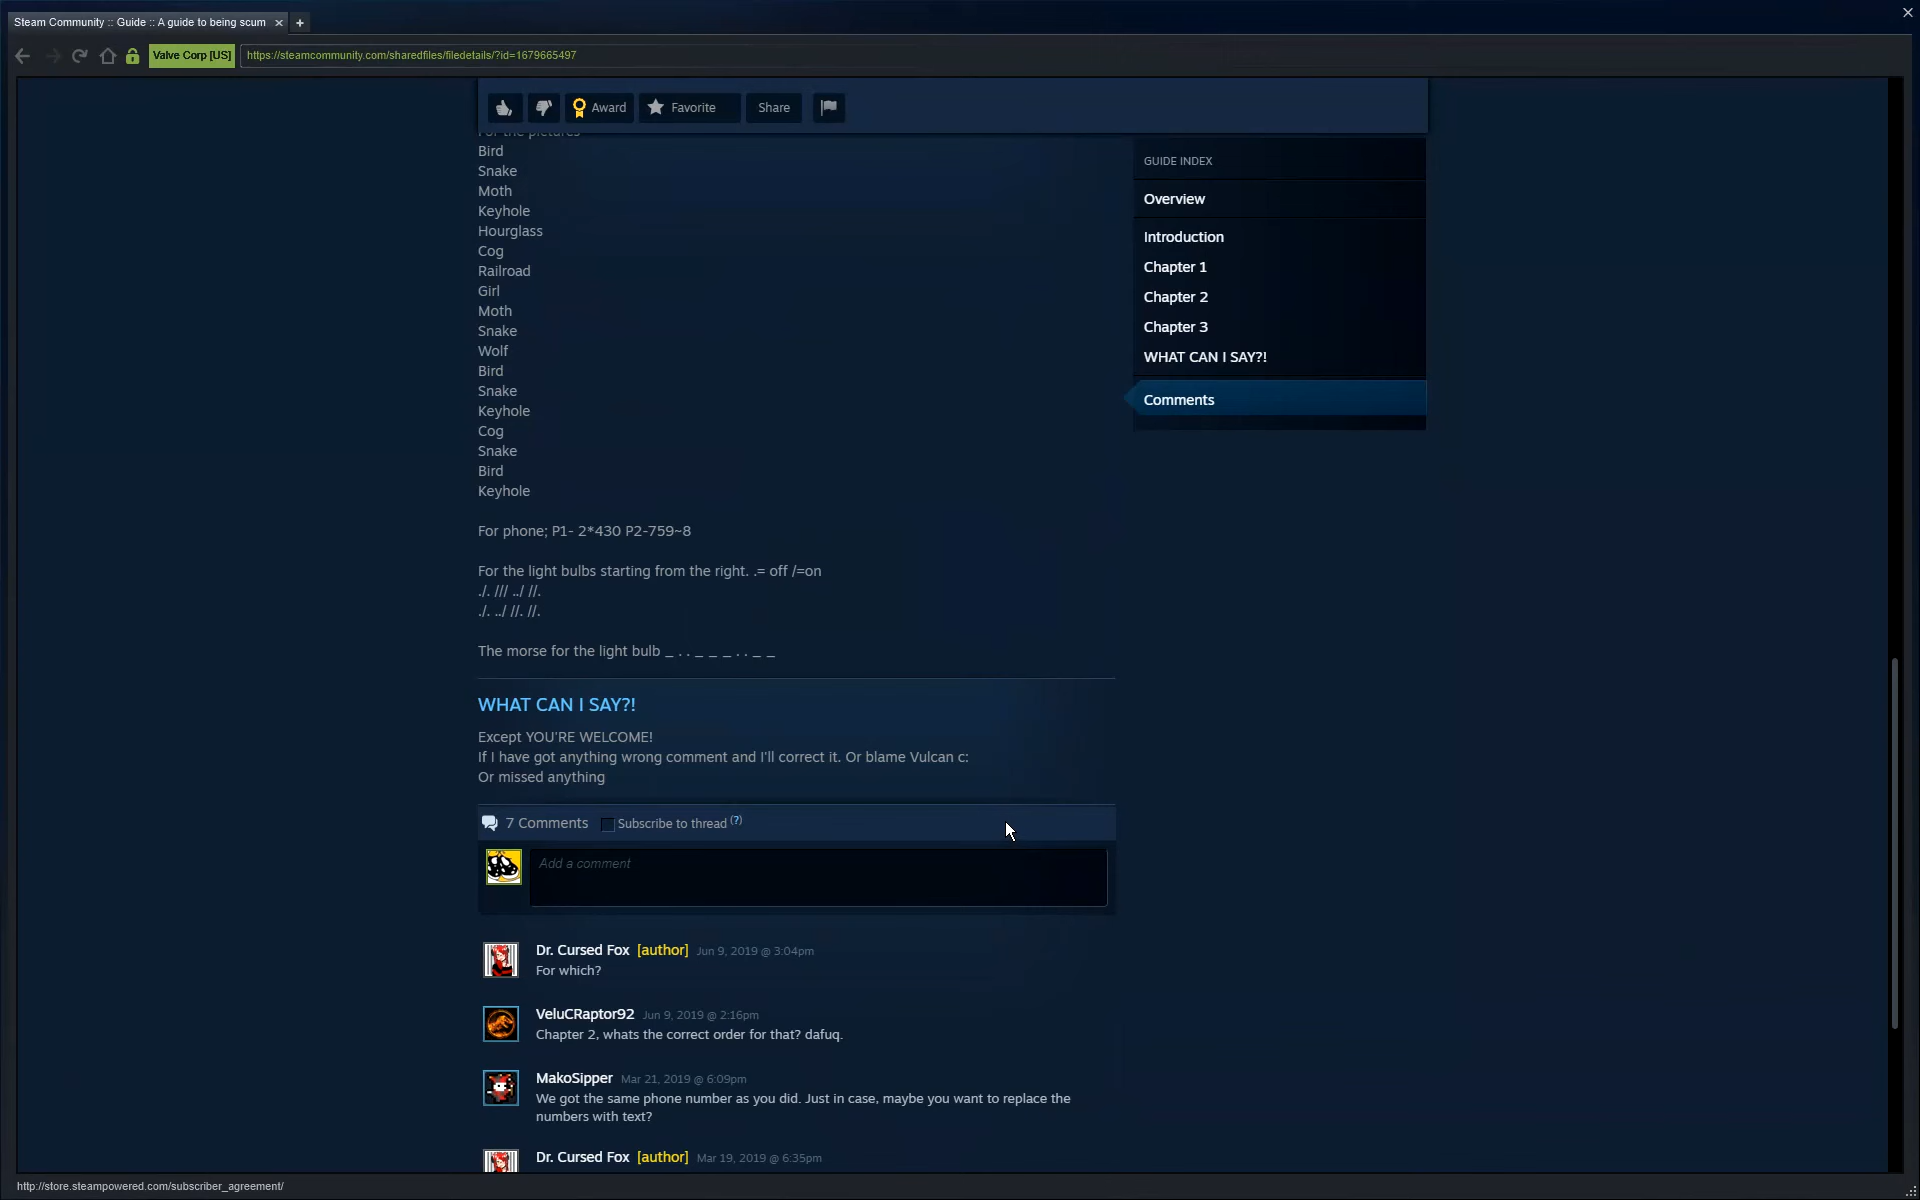 Steam Community :: Guide :: A guide to being scum
Valve Corp [US] https://steamcommunity.com/sharedfiles/filedetails/?id=1679665497
Award Favorite Share
For the pictures
Bird
Snake
Moth
Keyhole
Hourglass
Cog
Railroad
Girl
Moth
Snake
Wolf
Bird
Snake
Keyhole
Cog
Snake
Bird
Keyhole
For phone; P1- 2*430 P2-759~8
For the light bulbs starting from the right. .= off /=on
./. /// ../ //.
./. ../ //. //.
The morse for the light bulb _ . . _ _ _ . . _ _
WHAT CAN I SAY?!
Except YOU'RE WELCOME!
If I have got anything wrong comment and I'll correct it. Or blame Vulcan c:
Or missed anything
7 Comments Subscribe to thread (?)
Add a comment
Dr. Cursed Fox [author] Jun 9, 2019 @ 3:04pm
For which?
VeluCRaptor92 Jun 9, 2019 @ 2:16pm
Chapter 2, whats the correct order for that? dafuq.
MakoSipper Mar 21, 2019 @ 6:09pm
We got the same phone number as you did. Just in case, maybe you want to replace the
numbers with text?
Dr. Cursed Fox [author] Mar 19, 2019 @ 6:35pm
GUIDE INDEX
Overview
Introduction
Chapter 1
Chapter 2
Chapter 3
WHAT CAN I SAY?!
Comments
http://store.steampowered.com/subscriber_agreement/